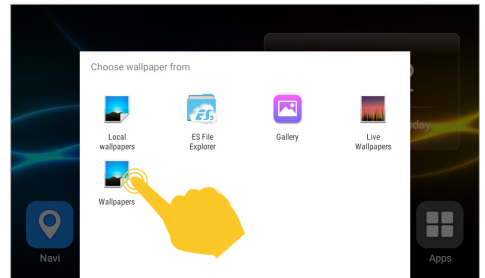 Choose wallpaper from
Local
wallpapers
ES File
Explorer
Gallery
Live
Wallpapers
Wallpapers
Navi
Apps